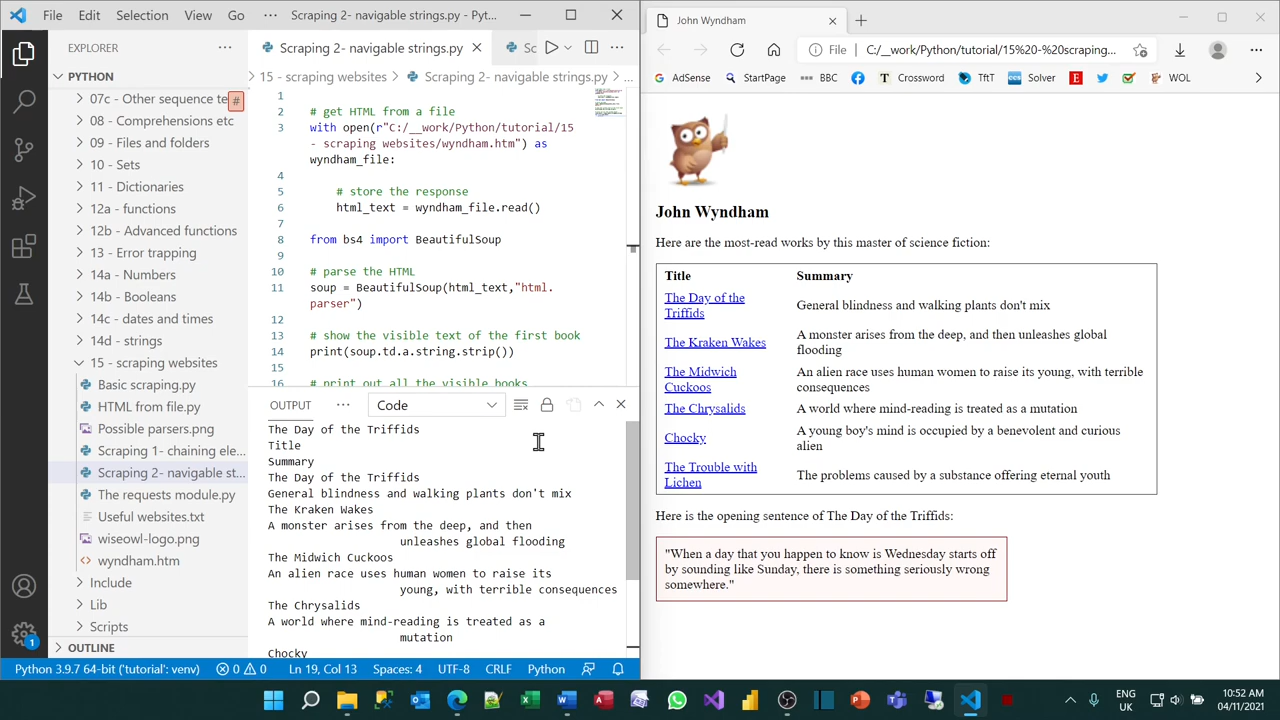 File Edit Selection View Go ··· Scraping 2- navigable strings.py - Pyt...
EXPLORER ···
PYTHON
07c - Other sequence te #
08 - Comprehensions etc
09 - Files and folders
10 - Sets
11 - Dictionaries
12a - functions
12b - Advanced functions
13 - Error trapping
14a - Numbers
14b - Booleans
14c - dates and times
14d - strings
15 - scraping websites
Basic scraping.py
HTML from file.py
Possible parsers.png
Scraping 1- chaining ele...
Scraping 2- navigable st...
The requests module.py
Useful websites.txt
wiseowl-logo.png
wyndham.htm
Include
Lib
Scripts
OUTLINE
Scraping 2- navigable strings.py Sc ···
15 - scraping websites > Scraping 2- navigable strings.py > ...
1
2 # get HTML from a file
3 with open(r"C:/__work/Python/tutorial/15
- scraping websites/wyndham.htm") as
wyndham_file:
4
5 # store the response
6 html_text = wyndham_file.read()
7
8 from bs4 import BeautifulSoup
9
10 # parse the HTML
11 soup = BeautifulSoup(html_text,"html.
parser")
12
13 # show the visible text of the first book
14 print(soup.td.a.string.strip())
15
16 # print out all the visible books
OUTPUT ··· Code
The Day of the Triffids
Title
Summary
The Day of the Triffids
General blindness and walking plants don't mix
The Kraken Wakes
A monster arises from the deep, and then
unleashes global flooding
The Midwich Cuckoos
An alien race uses human women to raise its
young, with terrible consequences
The Chrysalids
A world where mind-reading is treated as a
mutation
Chocky
1 Python 3.9.7 64-bit ('tutorial': venv) 0 0 Ln 19, Col 13 Spaces: 4 UTF-8 CRLF Python
John Wyndham
File C:/__work/Python/tutorial/15%20-%20scraping...
AdSense StartPage BBC Crossword TftT Solver WOL
John Wyndham
Here are the most-read works by this master of science fiction:
Title Summary
The Day of the
Triffids
General blindness and walking plants don't mix
The Kraken Wakes
A monster arises from the deep, and then unleashes global
flooding
The Midwich
Cuckoos
An alien race uses human women to raise its young, with terrible
consequences
The Chrysalids
A world where mind-reading is treated as a mutation
Chocky
A young boy's mind is occupied by a benevolent and curious
alien
The Trouble with
Lichen
The problems caused by a substance offering eternal youth
Here is the opening sentence of The Day of the Triffids:
"When a day that you happen to know is Wednesday starts off
by sounding like Sunday, there is something seriously wrong
somewhere."
ENG
UK
10:52 AM
04/11/2021